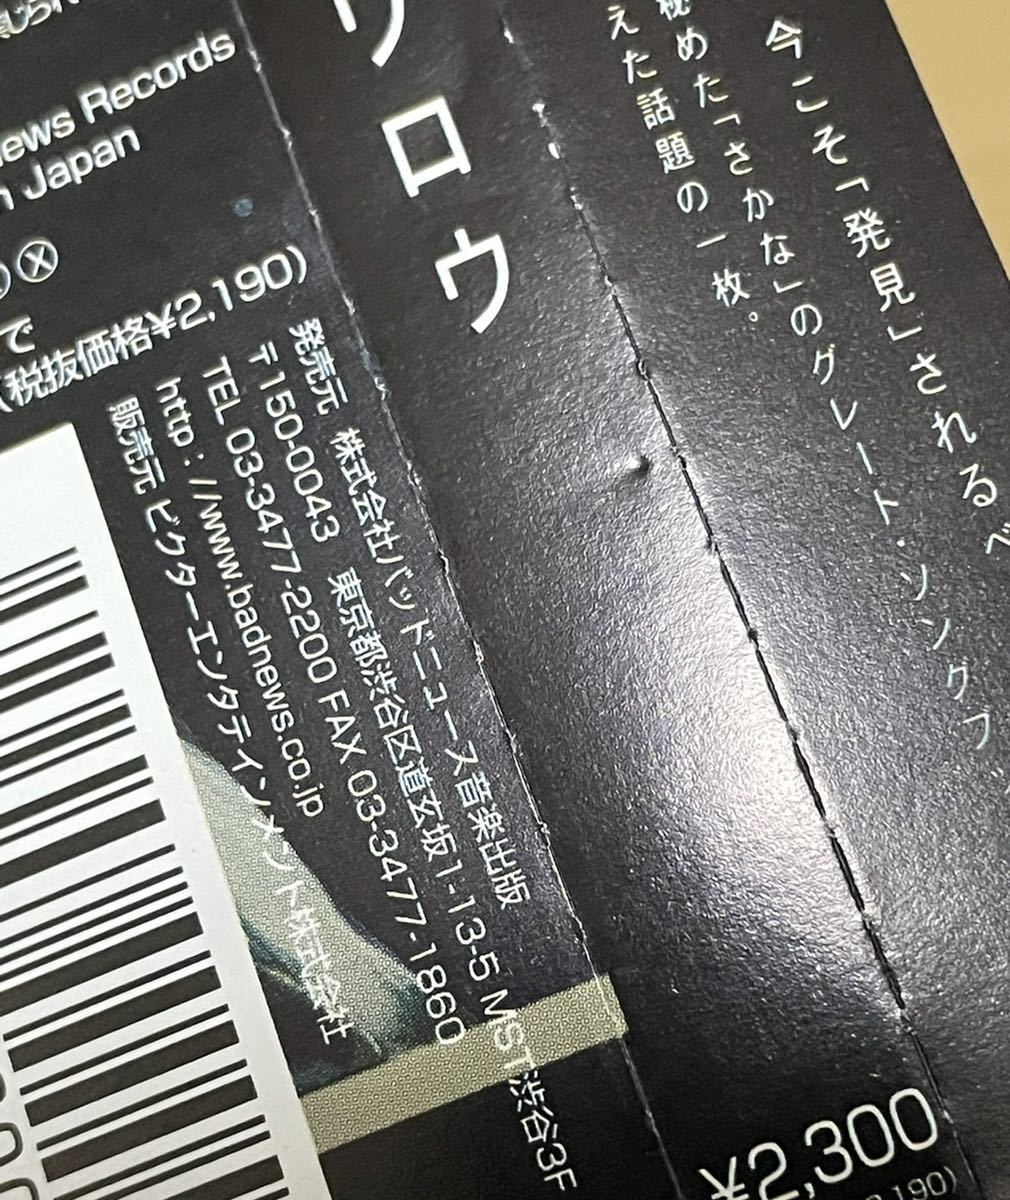 今こそ「発見」されるべ
秘めた「さかな」のグレート・ソングブ
えた話題の一枚。
¥2,300
リロウ
news Records
Japan
Ⓧ
で
(税抜価格¥2,190)
発売元 株式会社バッドニュース音楽出版
〒150-0043 東京都渋谷区道玄坂1-13-5 MST渋谷3F
TEL 03-3477-2200 FAX 03-3477-1860
http://www.badnews.co.jp
販売元 ビクターエンタテインメント株式会社